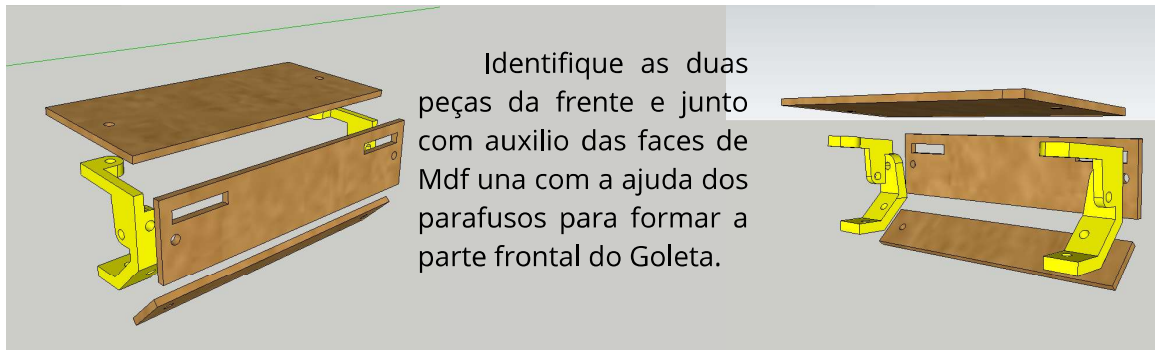 Identifique as duas
peças da frente e junto
com auxilio das faces de
Mdf una com a ajuda dos
parafusos para formar a
parte frontal do Goleta.